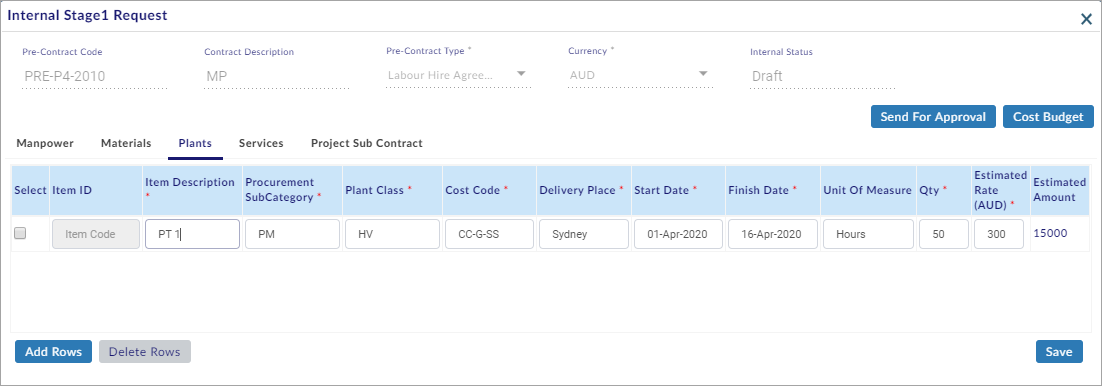 Internal Stage1 Request
Pre-Contract Code Contract Description Pre-Contract Type * Currency * Internal Status
PRE-P4-2010 MP Labour Hire Agree... AUD Draft
Send For Approval Cost Budget
Manpower Materials Plants Services Project Sub Contract
Select Item ID Item Description * Procurement SubCategory * Plant Class * Cost Code * Delivery Place * Start Date * Finish Date * Unit Of Measure Qty * Estimated Rate (AUD) * Estimated Amount
Item Code PT 1 PM HV CC-G-SS Sydney 01-Apr-2020 16-Apr-2020 Hours 50 300 15000
Add Rows Delete Rows Save